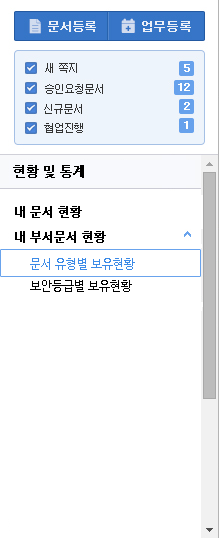 문서등록 업무등록
새 쪽지 5
승인요청문서 12
신규문서 2
협업진행 1
현황 및 통계
내 문서 현황
내 부서문서 현황
문서 유형별 보유현황
보안등급별 보유현황